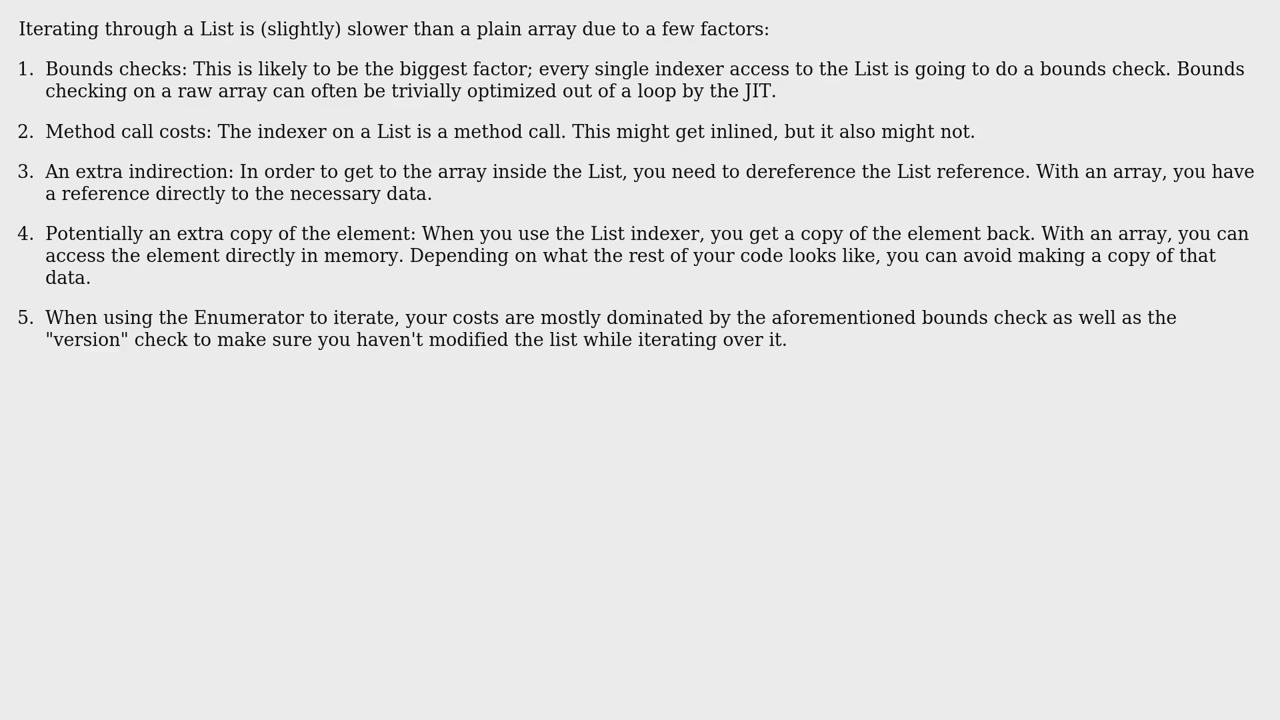 Iterating through a List is (slightly) slower than a plain array due to a few factors:
1. Bounds checks: This is likely to be the biggest factor; every single indexer access to the List is going to do a bounds check. Bounds
checking on a raw array can often be trivially optimized out of a loop by the JIT.
2. Method call costs: The indexer on a List is a method call. This might get inlined, but it also might not.
3. An extra indirection: In order to get to the array inside the List, you need to dereference the List reference. With an array, you have
a reference directly to the necessary data.
4. Potentially an extra copy of the element: When you use the List indexer, you get a copy of the element back. With an array, you can
access the element directly in memory. Depending on what the rest of your code looks like, you can avoid making a copy of that
data.
5. When using the Enumerator to iterate, your costs are mostly dominated by the aforementioned bounds check as well as the
"version" check to make sure you haven't modified the list while iterating over it.